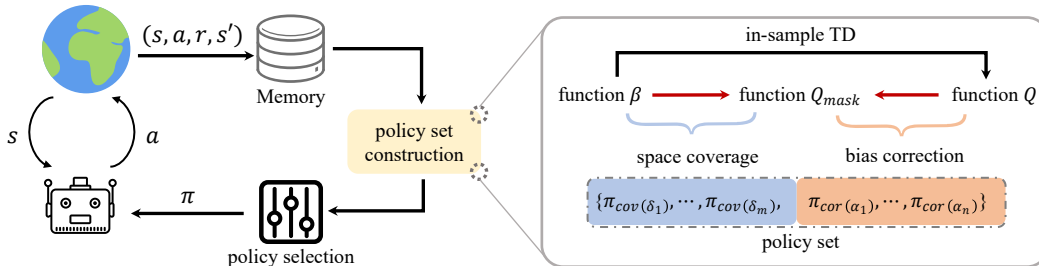 (s, a, r, s′)
Memory
s
a
policy set
construction
π
policy selection
in-sample TD
function β
function Q_mask
function Q
space coverage
bias correction
{π_cov(δ_1), ⋯ , π_cov(δ_m), π_cor(α_1), ⋯ , π_cor(α_n)}
policy set